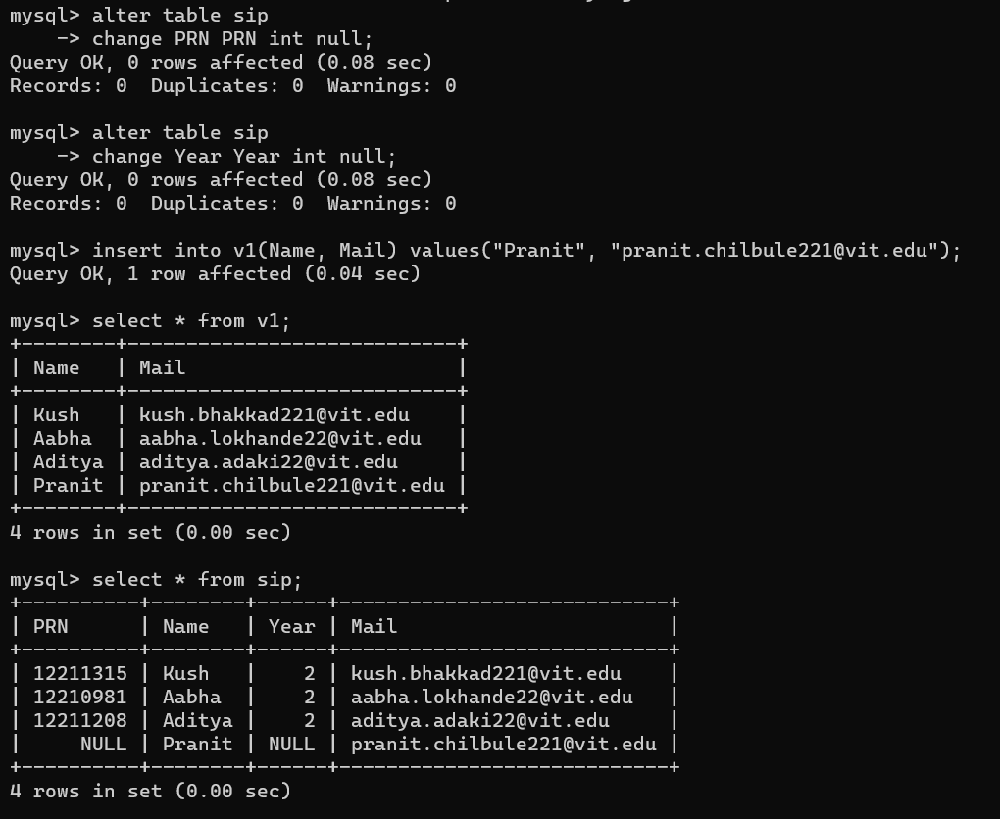 mysql> alter table sip
    -> change PRN PRN int null;
Query OK, 0 rows affected (0.08 sec)
Records: 0  Duplicates: 0  Warnings: 0

mysql> alter table sip
    -> change Year Year int null;
Query OK, 0 rows affected (0.08 sec)
Records: 0  Duplicates: 0  Warnings: 0

mysql> insert into v1(Name, Mail) values("Pranit", "pranit.chilbule221@vit.edu");
Query OK, 1 row affected (0.04 sec)

mysql> select * from v1;
+--------+----------------------------+
| Name   | Mail                       |
+--------+----------------------------+
| Kush   | kush.bhakkad221@vit.edu    |
| Aabha  | aabha.lokhande22@vit.edu   |
| Aditya | aditya.adaki22@vit.edu     |
| Pranit | pranit.chilbule221@vit.edu |
+--------+----------------------------+
4 rows in set (0.00 sec)

mysql> select * from sip;
+----------+--------+------+----------------------------+
| PRN      | Name   | Year | Mail                       |
+----------+--------+------+----------------------------+
| 12211315 | Kush   |    2 | kush.bhakkad221@vit.edu    |
| 12210981 | Aabha  |    2 | aabha.lokhande22@vit.edu   |
| 12211208 | Aditya |    2 | aditya.adaki22@vit.edu     |
|     NULL | Pranit | NULL | pranit.chilbule221@vit.edu |
+----------+--------+------+----------------------------+
4 rows in set (0.00 sec)